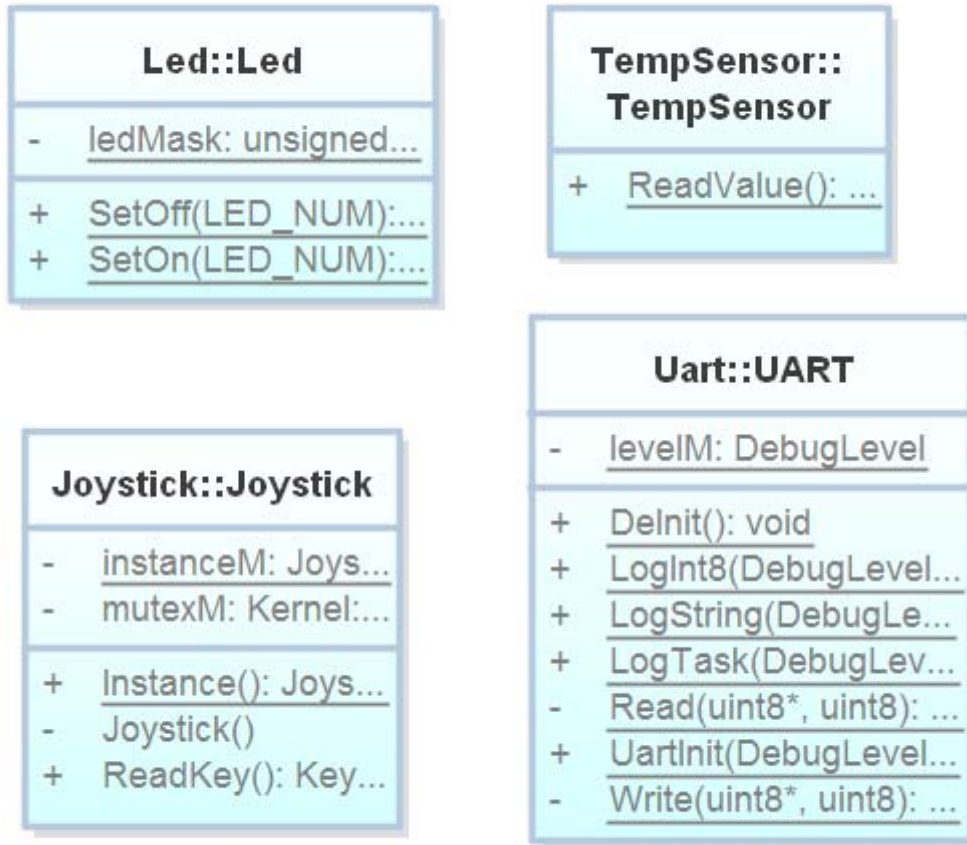 Led::Led
- ledMask: unsigned...
+ SetOff(LED_NUM):...
+ SetOn(LED_NUM):...
TempSensor::
TempSensor
+ ReadValue(): ...
Joystick::Joystick
- instanceM: Joys...
- mutexM: Kernel:...
+ Instance(): Joys...
- Joystick()
+ ReadKey(): Key...
Uart::UART
- levelM: DebugLevel
+ DeInit(): void
+ LogInt8(DebugLevel...
+ LogString(DebugLe...
+ LogTask(DebugLev...
- Read(uint8*, uint8): ...
+ UartInit(DebugLevel...
- Write(uint8*, uint8): ...